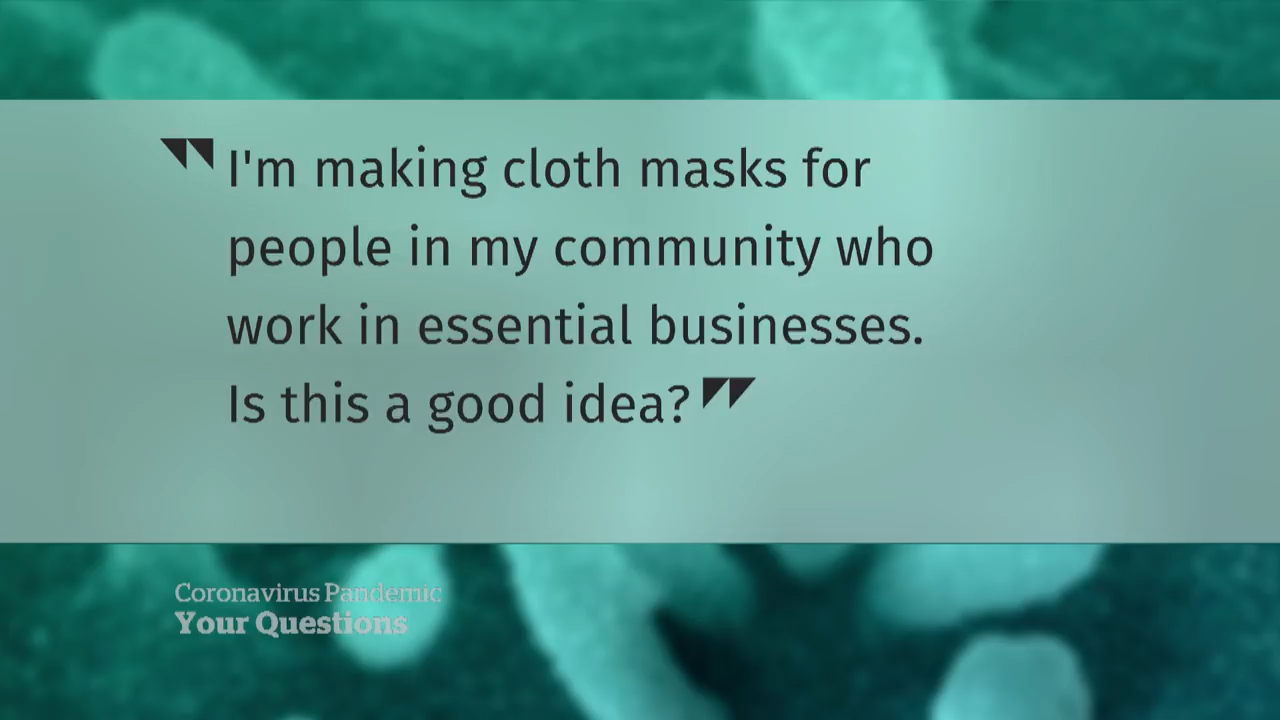 "I'm making cloth masks for
people in my community who
work in essential businesses.
Is this a good idea?"
Coronavirus Pandemic
Your Questions